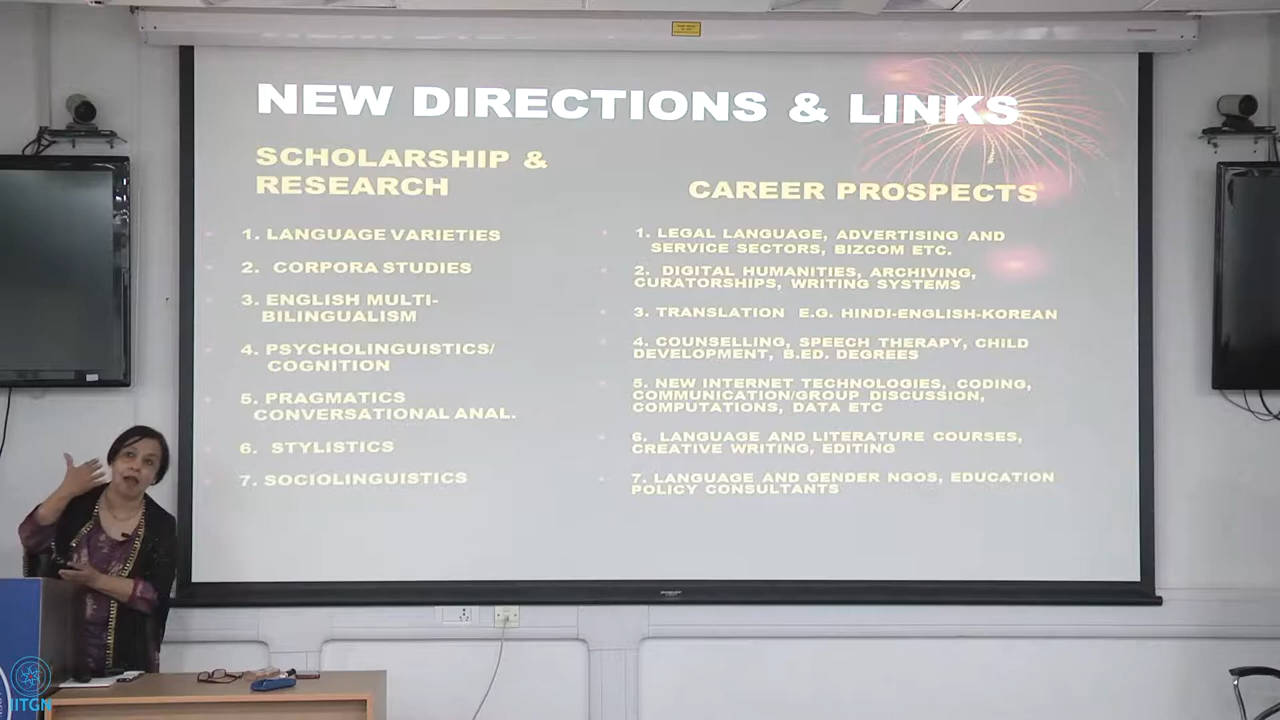 NEW DIRECTIONS & LINKS
SCHOLARSHIP &
RESEARCH
1. LANGUAGE VARIETIES
2. CORPORA STUDIES
3. ENGLISH MULTI-
BILINGUALISM
4. PSYCHOLINGUISTICS/
COGNITION
5. PRAGMATICS
CONVERSATIONAL ANAL.
6. STYLISTICS
7. SOCIOLINGUISTICS
CAREER PROSPECTS
1. LEGAL LANGUAGE, ADVERTISING AND
SERVICE SECTORS, BIZCOM ETC.
2. DIGITAL HUMANITIES, ARCHIVING,
CURATORSHIPS, WRITING SYSTEMS
3. TRANSLATION E.G. HINDI-ENGLISH-KOREAN
4. COUNSELLING, SPEECH THERAPY, CHILD
DEVELOPMENT, B.ED. DEGREES
5. NEW INTERNET TECHNOLOGIES, CODING,
COMMUNICATION/GROUP DISCUSSION,
COMPUTATIONS, DATA ETC
6. LANGUAGE AND LITERATURE COURSES,
CREATIVE WRITING, EDITING
7. LANGUAGE AND GENDER NGOS, EDUCATION
POLICY CONSULTANTS
IITGN